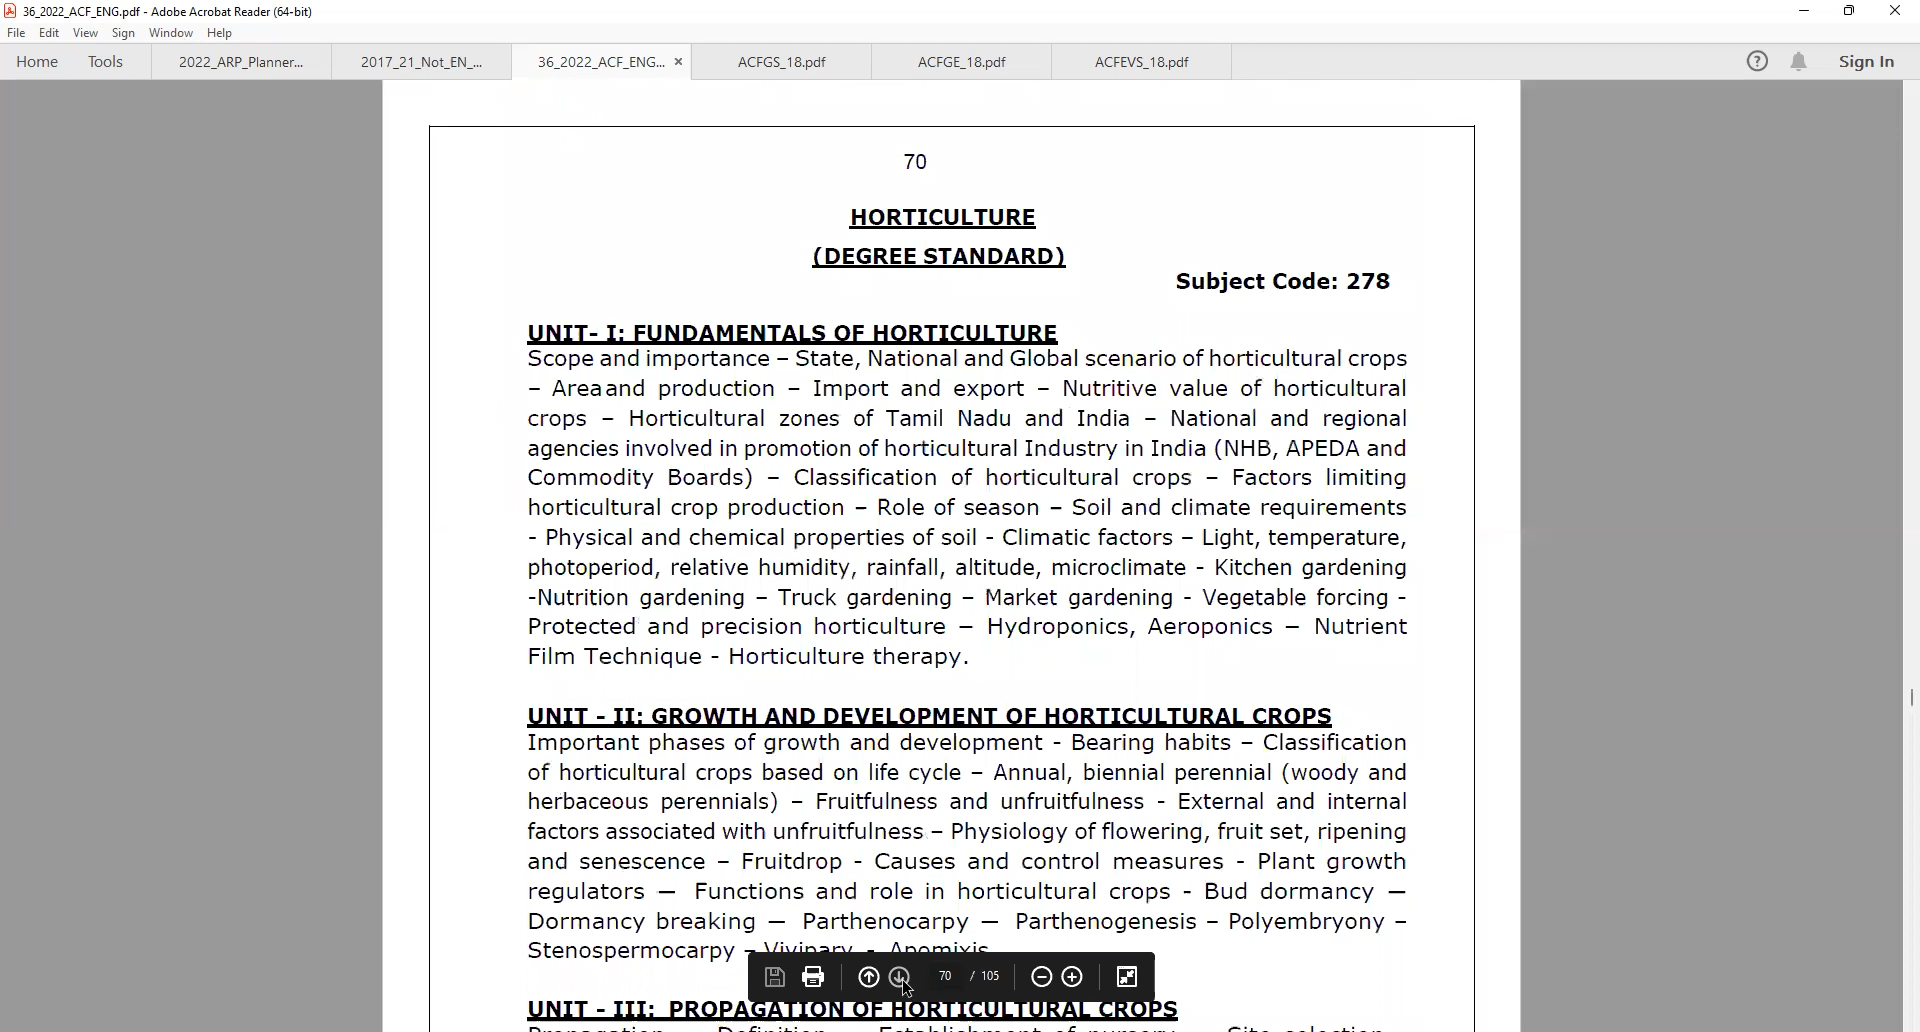 36_2022_ACF_ENG.pdf - Adobe Acrobat Reader (64-bit)
File Edit View Sign Window Help
Home Tools 2022_ARP_Planner... 2017_21_Not_EN_... 36_2022_ACF_ENG... × ACFGS_18.pdf ACFGE_18.pdf ACFEVS_18.pdf Sign In
70
HORTICULTURE
(DEGREE STANDARD)
Subject Code: 278
UNIT- I: FUNDAMENTALS OF HORTICULTURE
Scope and importance – State, National and Global scenario of horticultural crops
– Areaand production – Import and export – Nutritive value of horticultural
crops – Horticultural zones of Tamil Nadu and India – National and regional
agencies involved in promotion of horticultural Industry in India (NHB, APEDA and
Commodity Boards) – Classification of horticultural crops – Factors limiting
horticultural crop production – Role of season – Soil and climate requirements
- Physical and chemical properties of soil - Climatic factors – Light, temperature,
photoperiod, relative humidity, rainfall, altitude, microclimate - Kitchen gardening
-Nutrition gardening – Truck gardening – Market gardening - Vegetable forcing -
Protected and precision horticulture – Hydroponics, Aeroponics – Nutrient
Film Technique - Horticulture therapy.
UNIT - II: GROWTH AND DEVELOPMENT OF HORTICULTURAL CROPS
Important phases of growth and development - Bearing habits – Classification
of horticultural crops based on life cycle – Annual, biennial perennial (woody and
herbaceous perennials) – Fruitfulness and unfruitfulness - External and internal
factors associated with unfruitfulness – Physiology of flowering, fruit set, ripening
and senescence – Fruitdrop - Causes and control measures - Plant growth
regulators — Functions and role in horticultural crops - Bud dormancy —
Dormancy breaking — Parthenocarpy — Parthenogenesis – Polyembryony –
Stenospermocarpy – Vivipary - Apomixis
70 / 105
UNIT - III: PROPAGATION OF HORTICULTURAL CROPS
Propagation Definition Establishment of nursery Site selection